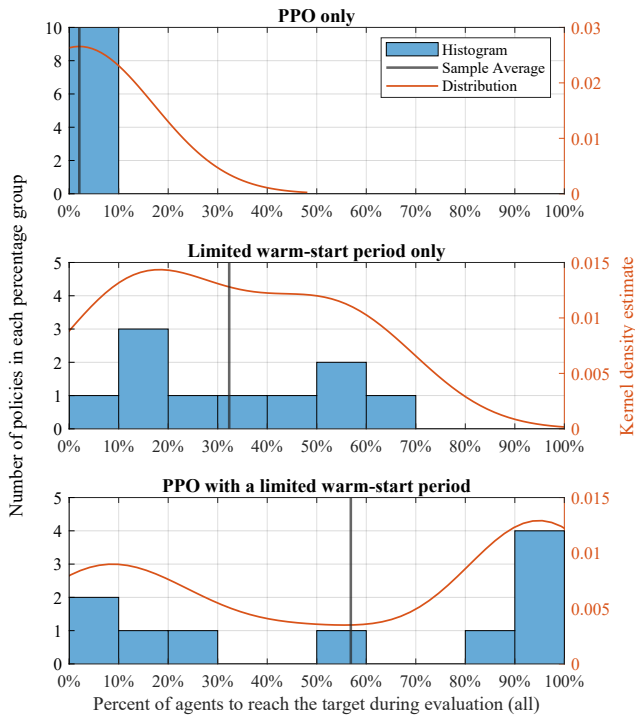 PPO only
10
8
6
4
2
0
0% 10% 20% 30% 40% 50% 60% 70% 80% 90% 100%
0.03
0.02
0.01
0
Histogram
Sample Average
Distribution
Limited warm-start period only
5
4
3
2
1
0
0% 10% 20% 30% 40% 50% 60% 70% 80% 90% 100%
0.015
0.01
0.005
0
PPO with a limited warm-start period
5
4
3
2
1
0
0% 10% 20% 30% 40% 50% 60% 70% 80% 90% 100%
0.015
0.01
0.005
0
Number of policies in each percentage group
Kernel density estimate
Percent of agents to reach the target during evaluation (all)